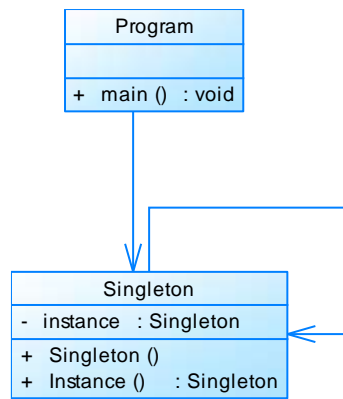 Program
+ main () : void
Singleton
- instance : Singleton
+ Singleton ()
+ Instance () : Singleton